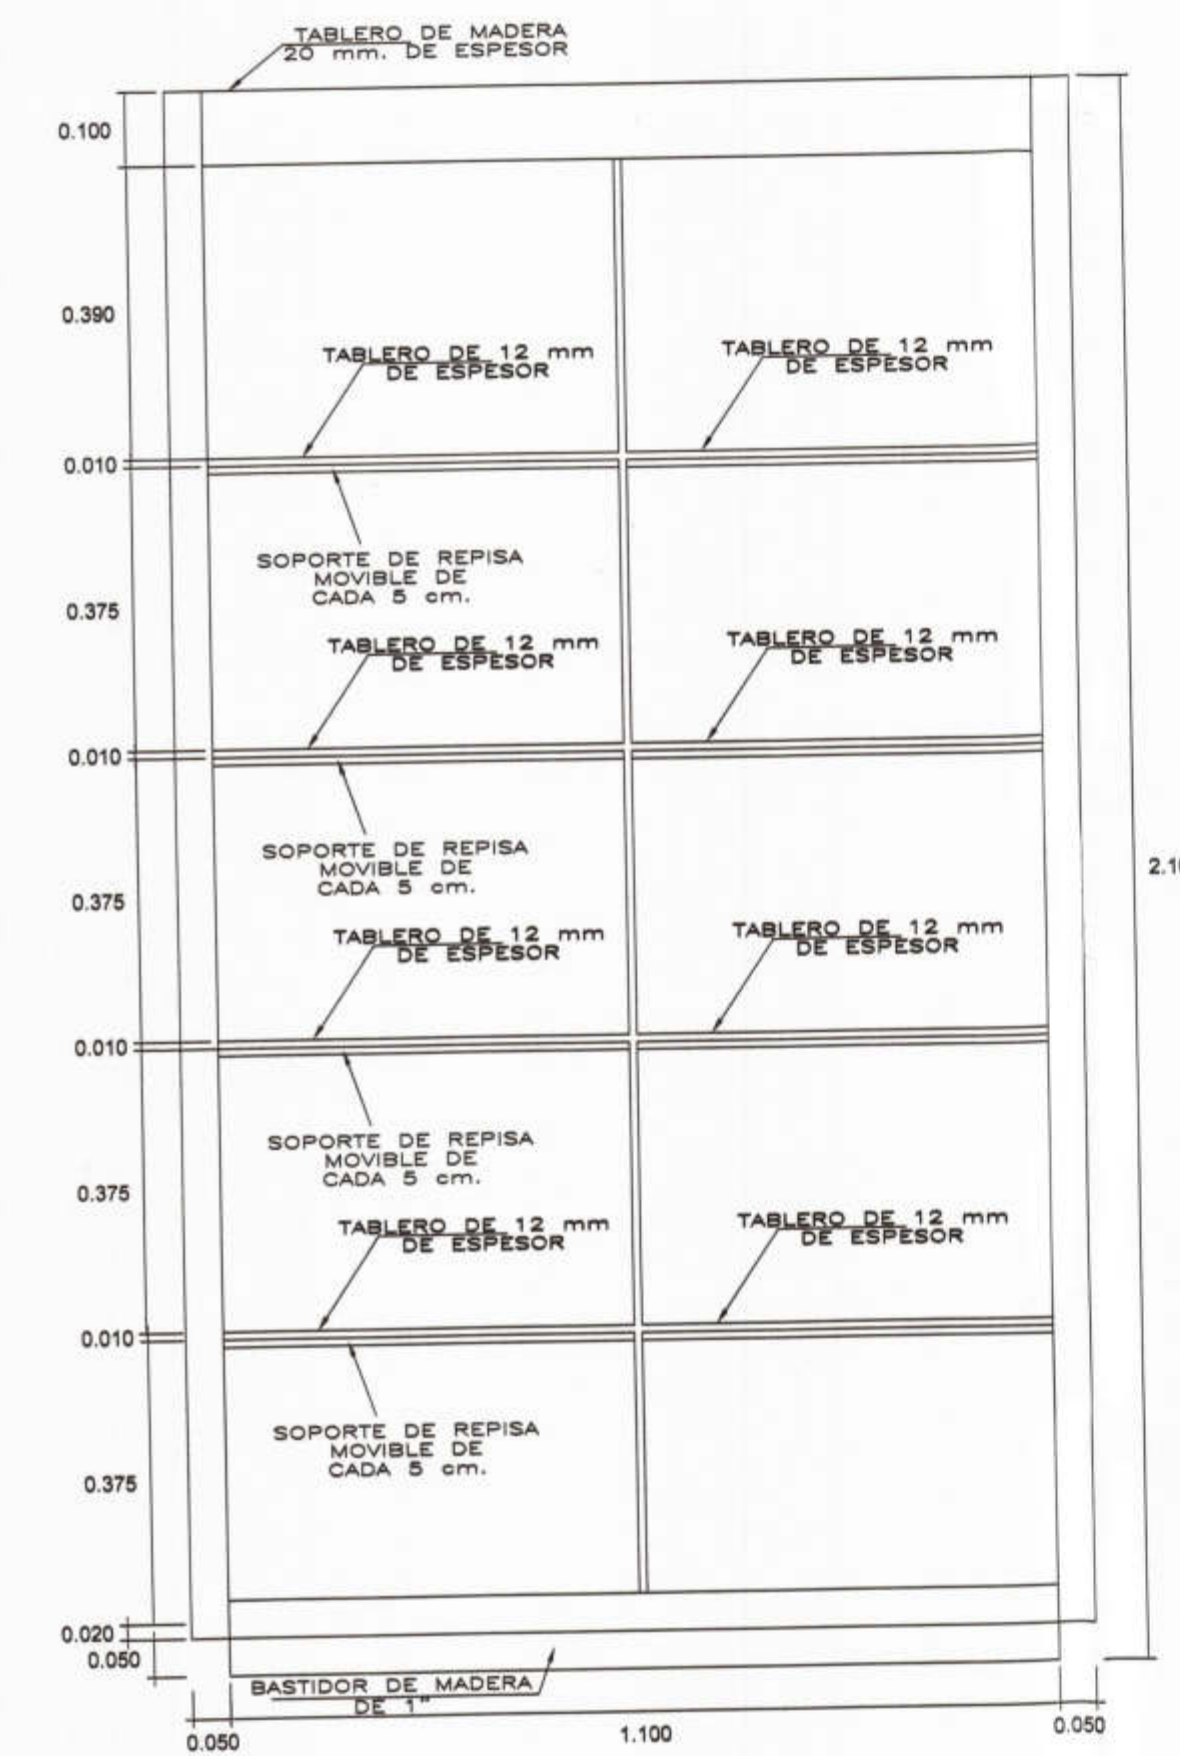 TABLERO DE MADERA
20 mm. DE ESPESOR
0.100
0.390
TABLERO DE 12 mm
DE ESPESOR
TABLERO DE 12 mm
DE ESPESOR
0.010
SOPORTE DE REPISA
MOVIBLE DE
CADA 5 cm.
0.375
TABLERO DE 12 mm
DE ESPESOR
TABLERO DE 12 mm
DE ESPESOR
0.010
SOPORTE DE REPISA
MOVIBLE DE
CADA 5 cm.
2.10
0.375
TABLERO DE 12 mm
DE ESPESOR
TABLERO DE 12 mm
DE ESPESOR
0.010
SOPORTE DE REPISA
MOVIBLE DE
CADA 5 cm.
0.375
TABLERO DE 12 mm
DE ESPESOR
TABLERO DE 12 mm
DE ESPESOR
0.010
SOPORTE DE REPISA
MOVIBLE DE
CADA 5 cm.
0.375
0.020
0.050
BASTIDOR DE MADERA
DE 1"
0.050
1.100
0.050